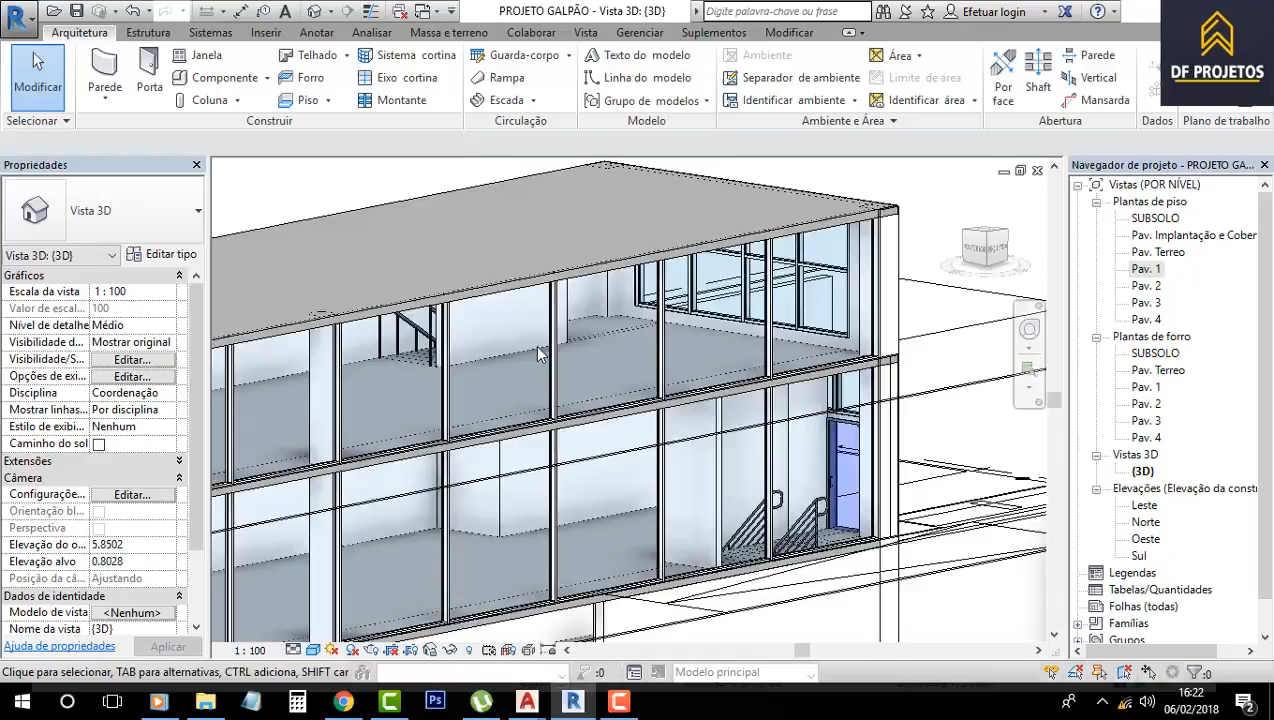 PROJETO GALPÃO - Vista 3D: {3D}
Digite palavra-chave ou frase
Efetuar login
Arquitetura Estrutura Sistemas Inserir Anotar Analisar Massa e terreno Colaborar Vista Gerenciar Suplementos Modificar
Modificar
Selecionar
Parede
Porta
Janela
Componente
Coluna
Telhado
Forro
Piso
Sistema cortina
Eixo cortina
Montante
Construir
Guarda-corpo
Rampa
Escada
Circulação
Texto do modelo
Linha do modelo
Grupo de modelos
Modelo
Ambiente
Separador de ambiente
Identificar ambiente
Área
Limite de área
Identificar área
Ambiente e Área
Por face
Shaft
Parede
Vertical
Mansarda
Abertura
Dados
Plano de trabalho
DF PROJETOS
Propriedades
Vista 3D
Vista 3D: {3D}
Editar tipo
Gráficos
Escala da vista 1 : 100
Valor de escal... 100
Nível de detalhe Médio
Visibilidade d... Mostrar original
Visibilidade/S... Editar...
Opções de exi... Editar...
Disciplina Coordenação
Mostrar linhas... Por disciplina
Estilo de exibi... Nenhum
Caminho do sol
Extensões
Câmera
Configuraçõe... Editar...
Orientação bl...
Perspectiva
Elevação do o... 5.8502
Elevação alvo 0.8028
Posição da câ... Ajustando
Dados de identidade
Modelo de vista <Nenhum>
Nome da vista {3D}
Ajuda de propriedades
Aplicar
Navegador de projeto - PROJETO GA...
Vistas (POR NÍVEL)
Plantas de piso
SUBSOLO
Pav. Implantação e Cober
Pav. Terreo
Pav. 1
Pav. 2
Pav. 3
Pav. 4
Plantas de forro
SUBSOLO
Pav. Terreo
Pav. 1
Pav. 2
Pav. 3
Pav. 4
Vistas 3D
{3D}
Elevações (Elevação da constr
Leste
Norte
Oeste
Sul
Legendas
Tabelas/Quantidades
Folhas (todas)
Famílias
Grupos
1 : 100
Clique para selecionar, TAB para alternativas, CTRL adiciona, SHIFT car
:0
Modelo principal
:0
16:22
06/02/2018
2